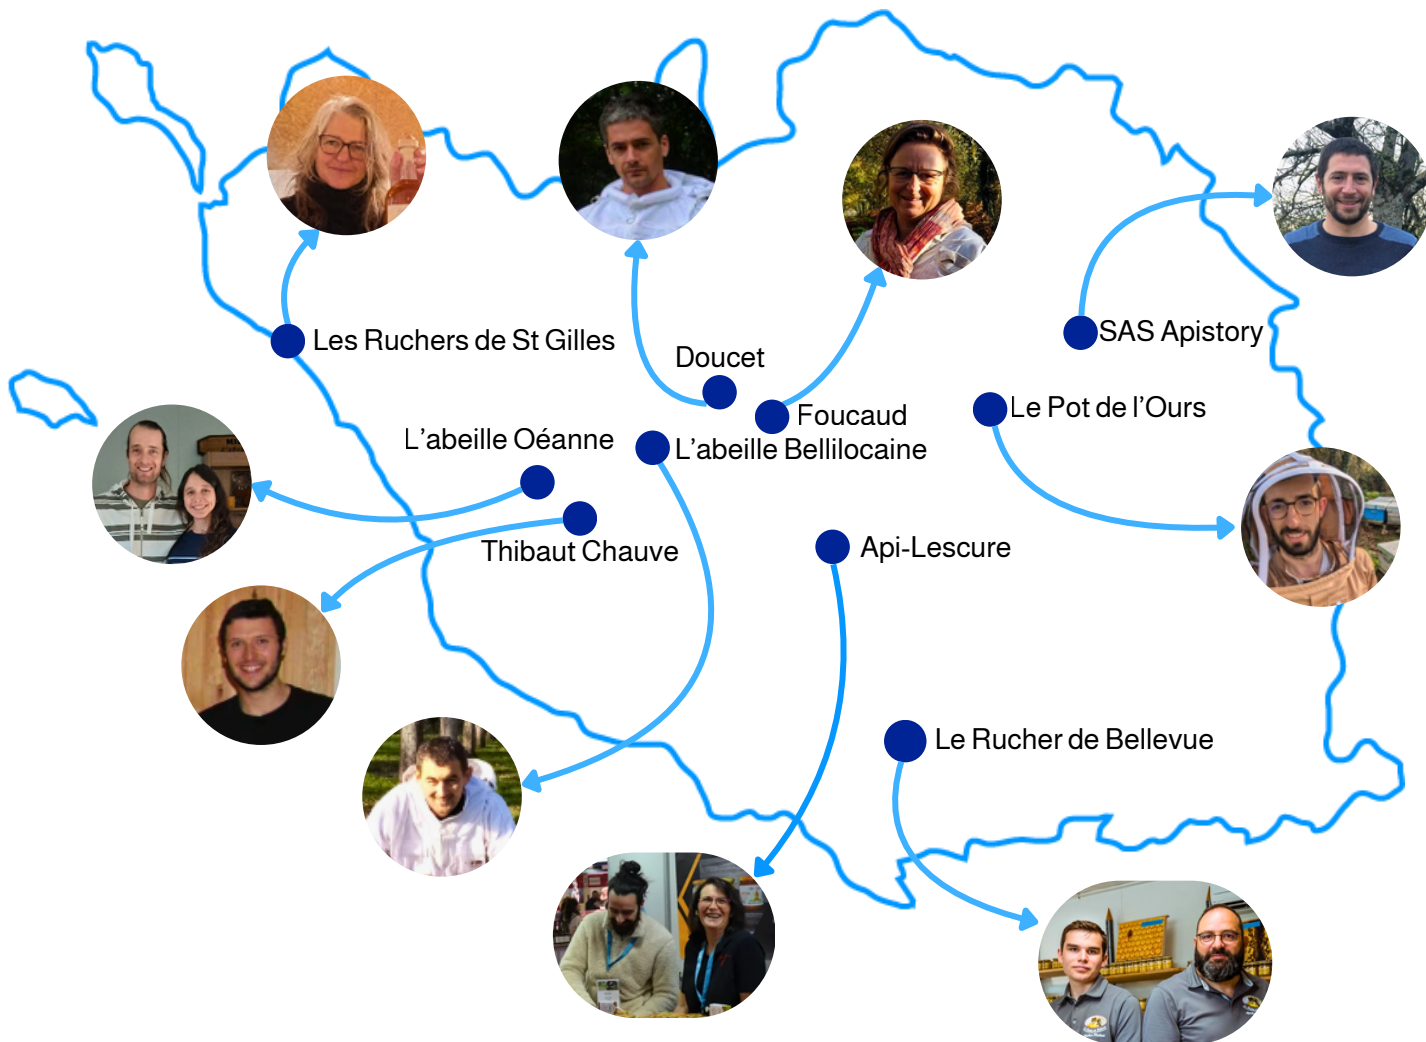 SAS Apistory
Les Ruchers de St Gilles
Doucet
Le Pot de l’Ours
Foucaud
L’abeille Oéanne
L’abeille Bellilocaine
Thibaut Chauve
Api-Lescure
Le Rucher de Bellevue